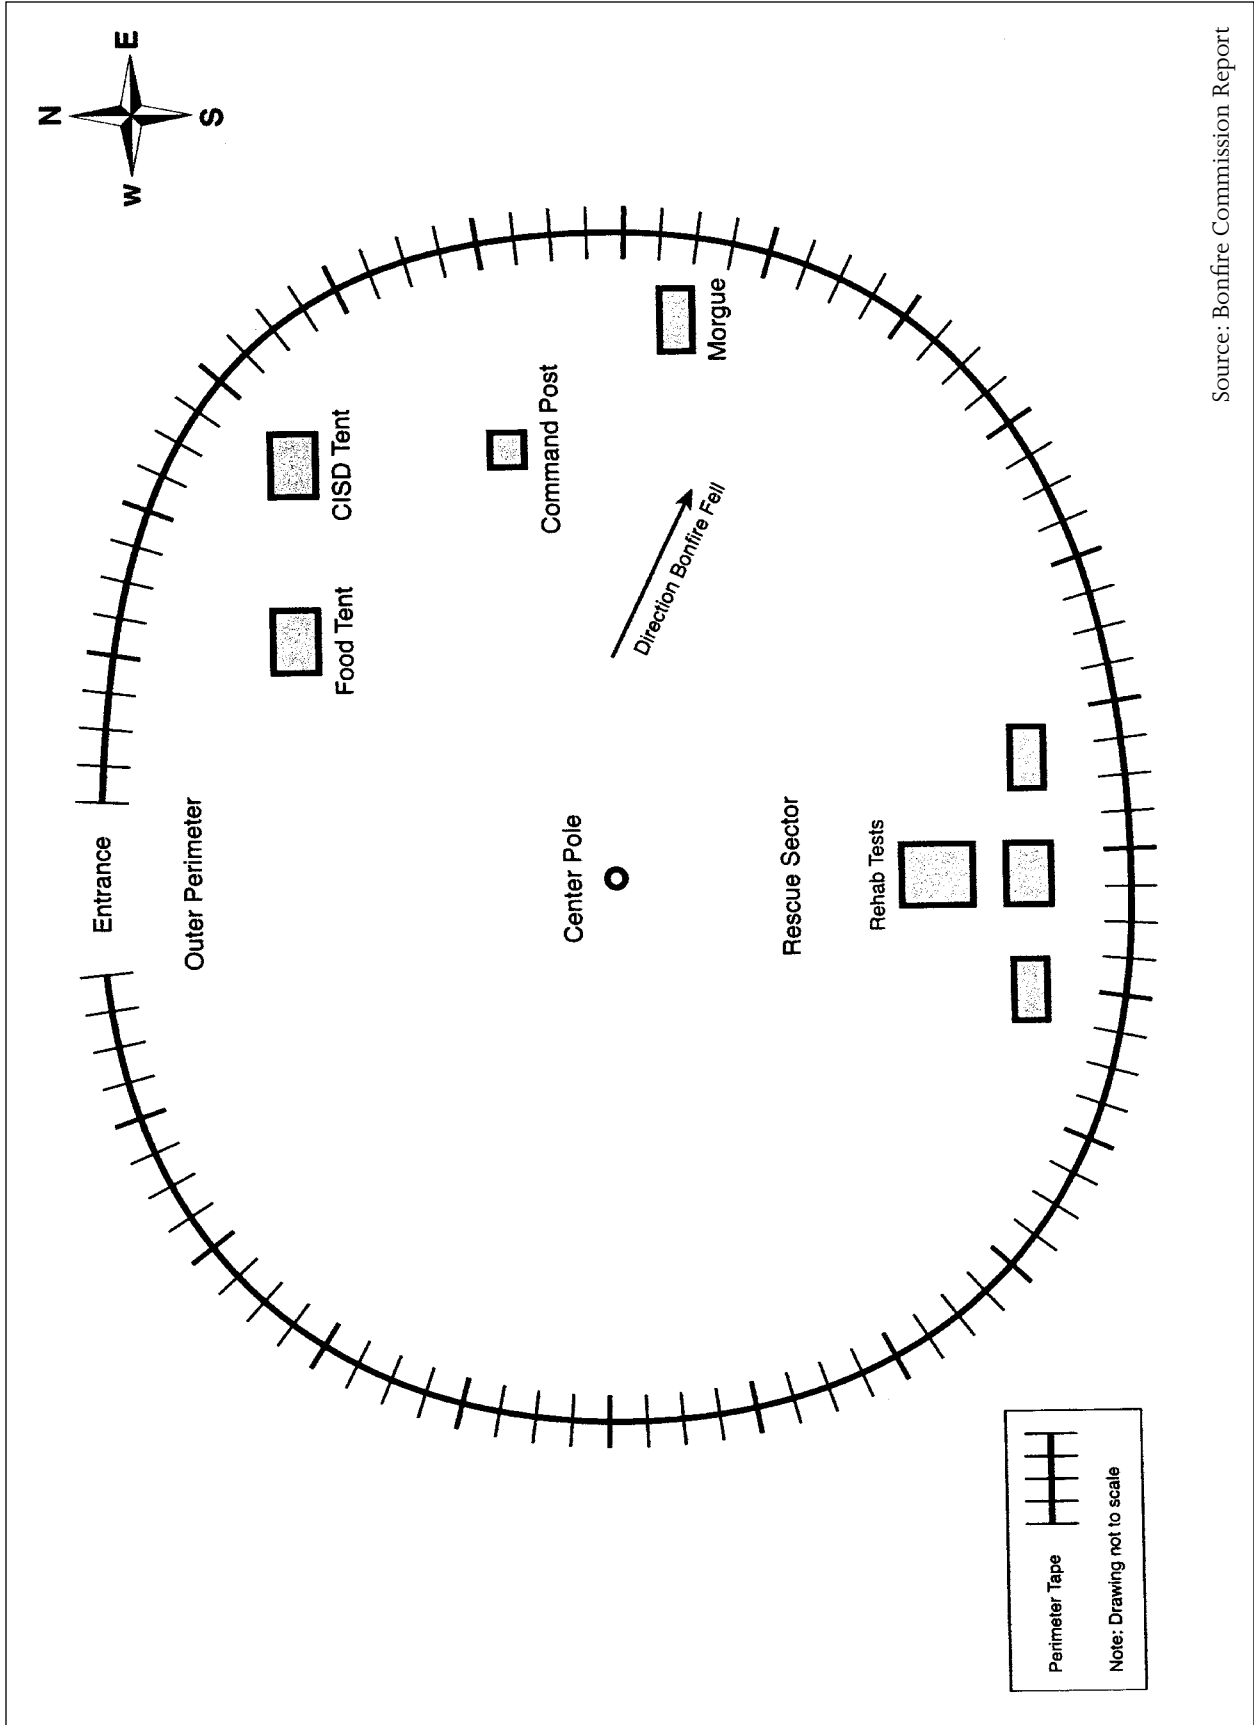 N
W
E
S
Entrance
Outer Perimeter
Food Tent
CISD Tent
Center Pole
Command Post
Direction Bonfire Fell
Morgue
Rescue Sector
Rehab Tests
Perimeter Tape
Note: Drawing not to scale
Source: Bonfire Commission Report